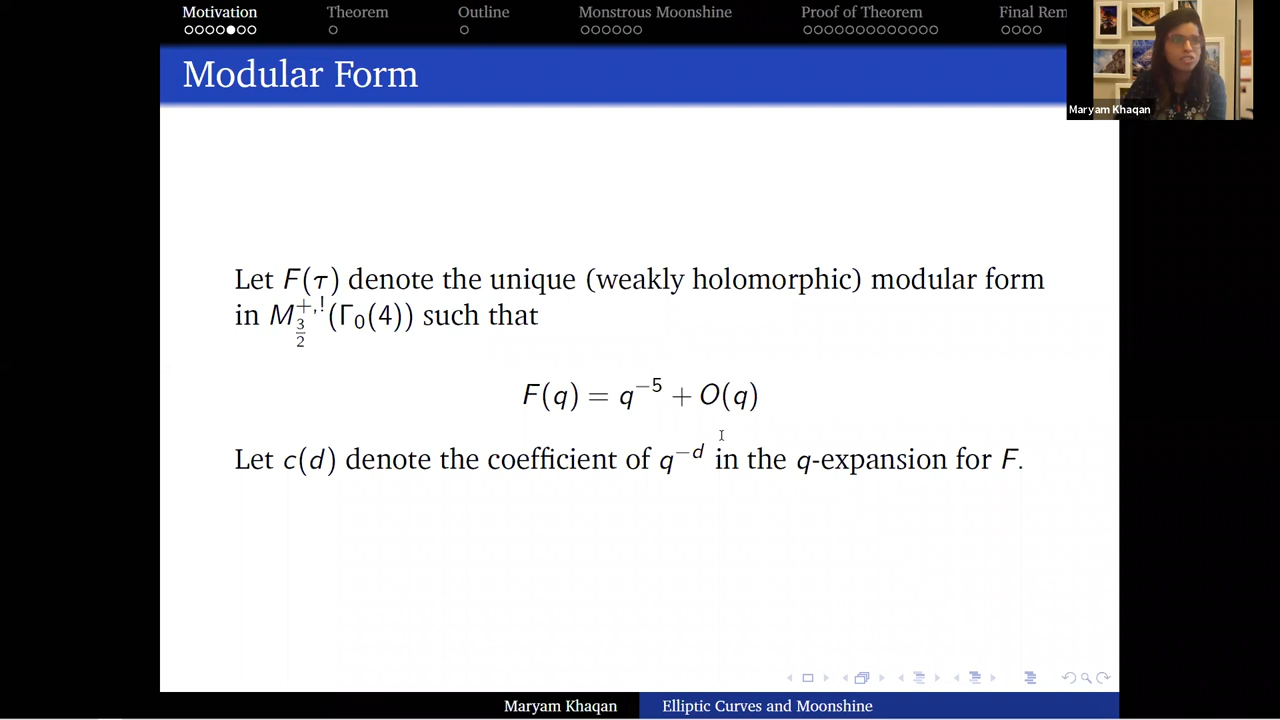 Motivation Theorem Outline Monstrous Moonshine Proof of Theorem Final Rem
Modular Form
Maryam Khaqan
Let F(τ) denote the unique (weakly holomorphic) modular form
in M^{+,!}_{3/2}(Γ₀(4)) such that
F(q) = q^{−5} + O(q)
Let c(d) denote the coefficient of q^{−d} in the q-expansion for F.
Maryam Khaqan Elliptic Curves and Moonshine